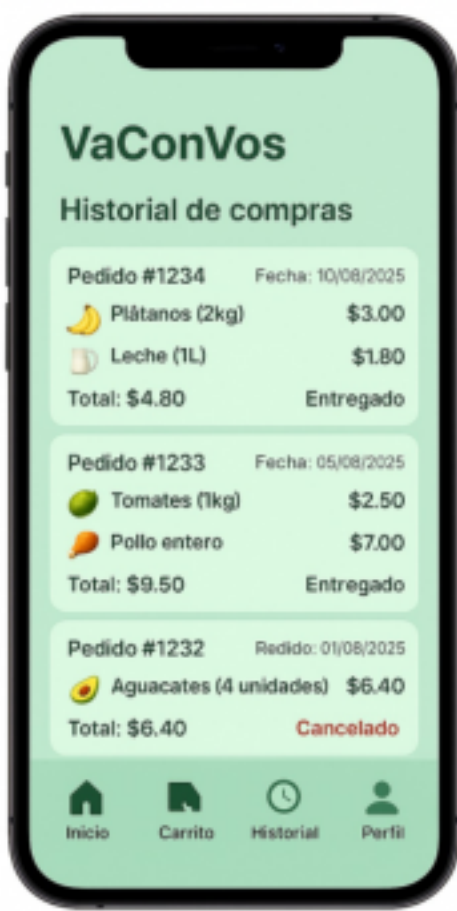 VaConVos
Historial de compras
Pedido #1234 Fecha: 10/08/2025
Plátanos (2kg) $3.00
Leche (1L) $1.80
Total: $4.80 Entregado
Pedido #1233 Fecha: 05/08/2025
Tomates (1kg) $2.50
Pollo entero $7.00
Total: $9.50 Entregado
Pedido #1232 Redido: 01/08/2025
Aguacates (4 unidades) $6.40
Total: $6.40 Cancelado
Inicio Carrito Historial Perfil